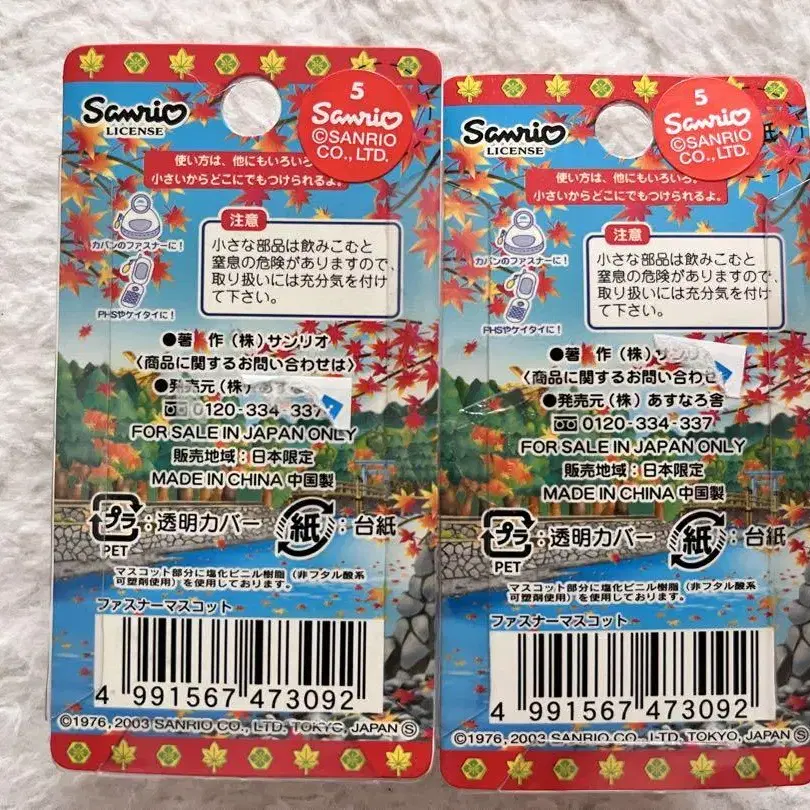 Sanrio
LICENSE
5
Sanrio
©SANRIO
CO., LTD.
使い方は、他にもいろいろ
小さいからどこにでもつけられるよ。
カバンのファスナーに!
PHSやケイタイに!
注意
小さな部品は飲みこむと
窒息の危険がありますので、
取り扱いには充分気を付け
て下さい。
●著 作 (株) サンリオ
〈商品に関するお問い合わせは〉
●発売元 (株) あすな
0120-334-337
FOR SALE IN JAPAN ONLY
販売地域:日本限定
MADE IN CHINA 中国製
プラ:透明カバー
PET
紙:台紙
マスコット部分に塩化ビニル樹脂 (非フタル酸系
可塑剤使用) を使用しております。
ファスナーマスコット
4 991567 473092
©1976, 2003 SANRIO CO., LTD. TOKYO, JAPAN Ⓢ
Sanrio
LICENSE
5
Sanrio
©SANRIO
CO., LTD.
紙
使い方は、他にもいろいろ。
小さいからどこにでもつけられるよ。
カバンのファスナーに!
PHSやケイタイに!
注意
小さな部品は飲みこむと
窒息の危険がありますので、
取り扱いには充分気を付け
て下さい。
●著 作 (株) サンリオ
〈商品に関するお問い合わせ
●発売元 (株) あすなろ舎
0120-334-337
FOR SALE IN JAPAN ONLY
販売地域:日本限定
MADE IN CHINA 中国製
プラ:透明カバー
PET
紙:台紙
マスコット部分に塩化ビニル樹脂 (非フタル酸系
可塑剤使用) を使用しております。
ファスナーマスコット
4 991567 473092
©1976, 2003 SANRIO CO., LTD. TOKYO, JAPAN Ⓢ